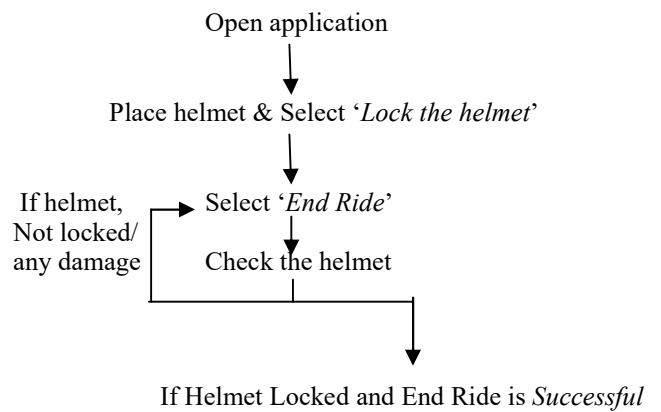 Open application
Place helmet & Select ‘Lock the helmet’
If helmet,
Not locked/
any damage
Select ‘End Ride’
Check the helmet
If Helmet Locked and End Ride is Successful